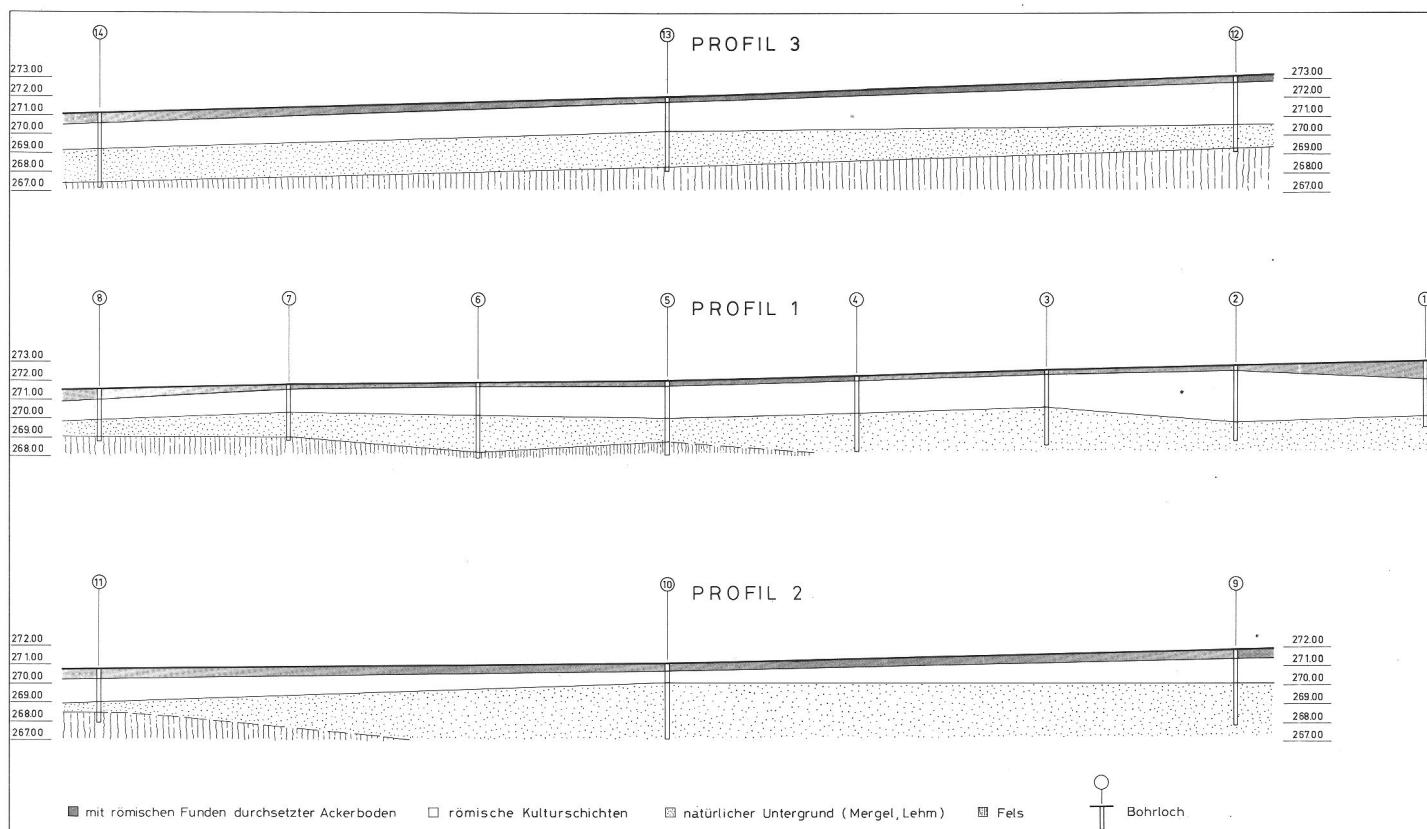 14 13 12
PROFIL 3
273.00 273.00
272.00 272.00
271.00 271.00
270.00 270.00
269.00 269.00
268.00 268.00
267.00 267.00
8 7 6 5 4 3 2 1
PROFIL 1
273.00
272.00
271.00
270.00
269.00
268.00
11 10 9
PROFIL 2
272.00 272.00
271.00 271.00
270.00 270.00
269.00 269.00
268.00 268.00
267.00 267.00
mit römischen Funden durchsetzter Ackerboden römische Kulturschichten natürlicher Untergrund (Mergel, Lehm) Fels Bohrloch